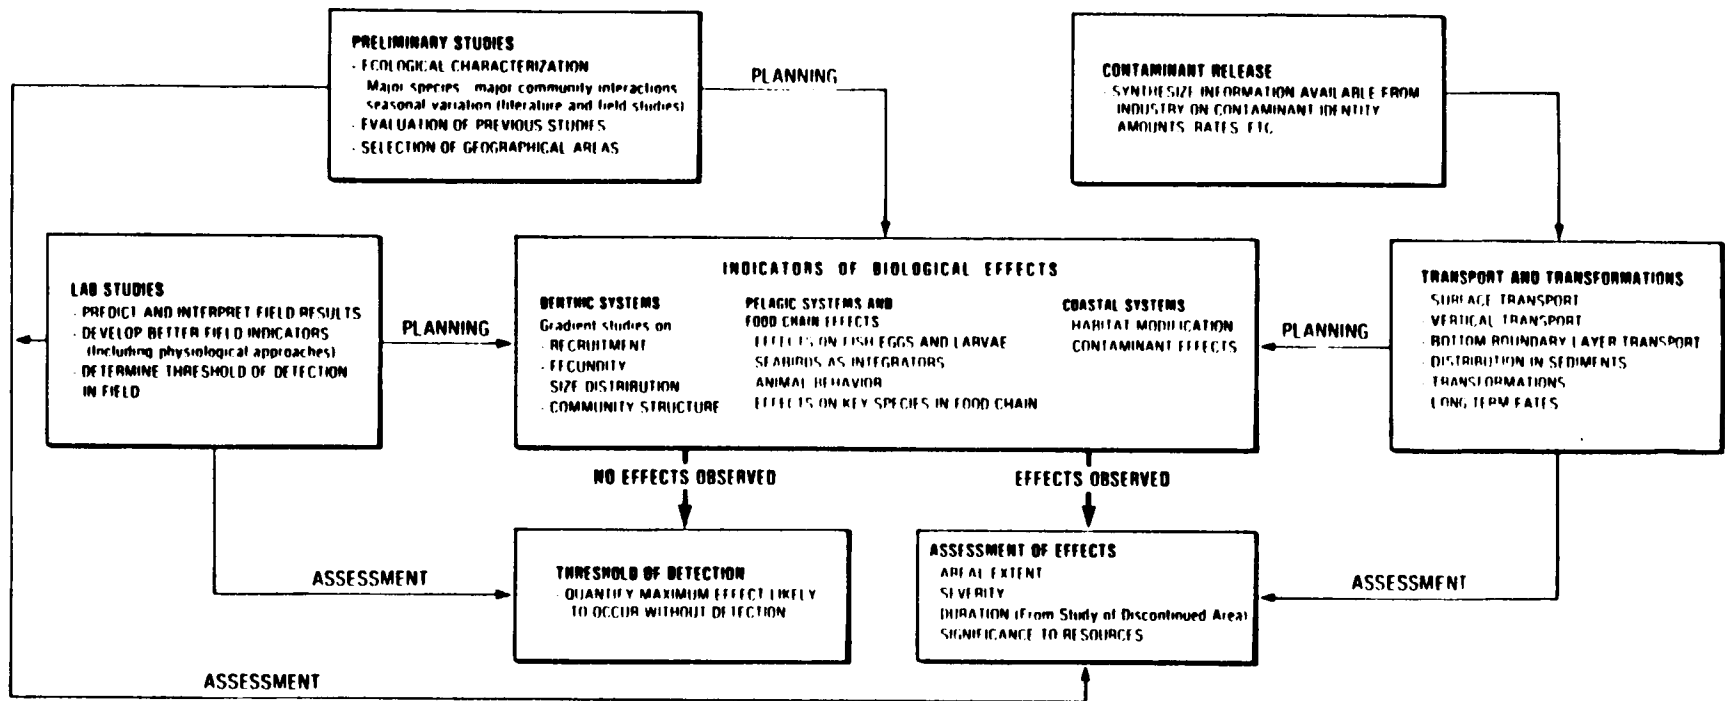 PRELIMINARY STUDIES
- ECOLOGICAL CHARACTERIZATION
Major species major community interactions
seasonal variation (literature and field studies)
- EVALUATION OF PREVIOUS STUDIES
- SELECTION OF GEOGRAPHICAL AREAS
PLANNING
CONTAMINANT RELEASE
- SYNTHESIZE INFORMATION AVAILABLE FROM
INDUSTRY ON CONTAMINANT IDENTITY
AMOUNTS, RATES, ETC
LAB STUDIES
- PREDICT AND INTERPRET FIELD RESULTS
- DEVELOP BETTER FIELD INDICATORS
(Including physiological approaches)
- DETERMINE THRESHOLD OF DETECTION
IN FIELD
PLANNING
INDICATORS OF BIOLOGICAL EFFECTS
BENTHIC SYSTEMS
Gradient studies on
- RECRUITMENT
- FECUNDITY
SIZE DISTRIBUTION
- COMMUNITY STRUCTURE
PELAGIC SYSTEMS AND
FOOD CHAIN EFFECTS
EFFECTS ON FISH EGGS AND LARVAE
SEABIRDS AS INTEGRATORS
ANIMAL BEHAVIOR
EFFECTS ON KEY SPECIES IN FOOD CHAIN
COASTAL SYSTEMS
HABITAT MODIFICATION
CONTAMINANT EFFECTS
PLANNING
TRANSPORT AND TRANSFORMATIONS
SURFACE TRANSPORT
- VERTICAL TRANSPORT
- BOTTOM BOUNDARY LAYER TRANSPORT
- DISTRIBUTION IN SEDIMENTS
- TRANSFORMATIONS
- LONG TERM FATES
NO EFFECTS OBSERVED
EFFECTS OBSERVED
ASSESSMENT
THRESHOLD OF DETECTION
- QUANTIFY MAXIMUM EFFECT LIKELY
TO OCCUR WITHOUT DETECTION
ASSESSMENT OF EFFECTS
AREAL EXTENT
SEVERITY
DURATION (From Study of Discontinued Area)
SIGNIFICANCE TO RESOURCES
ASSESSMENT
ASSESSMENT